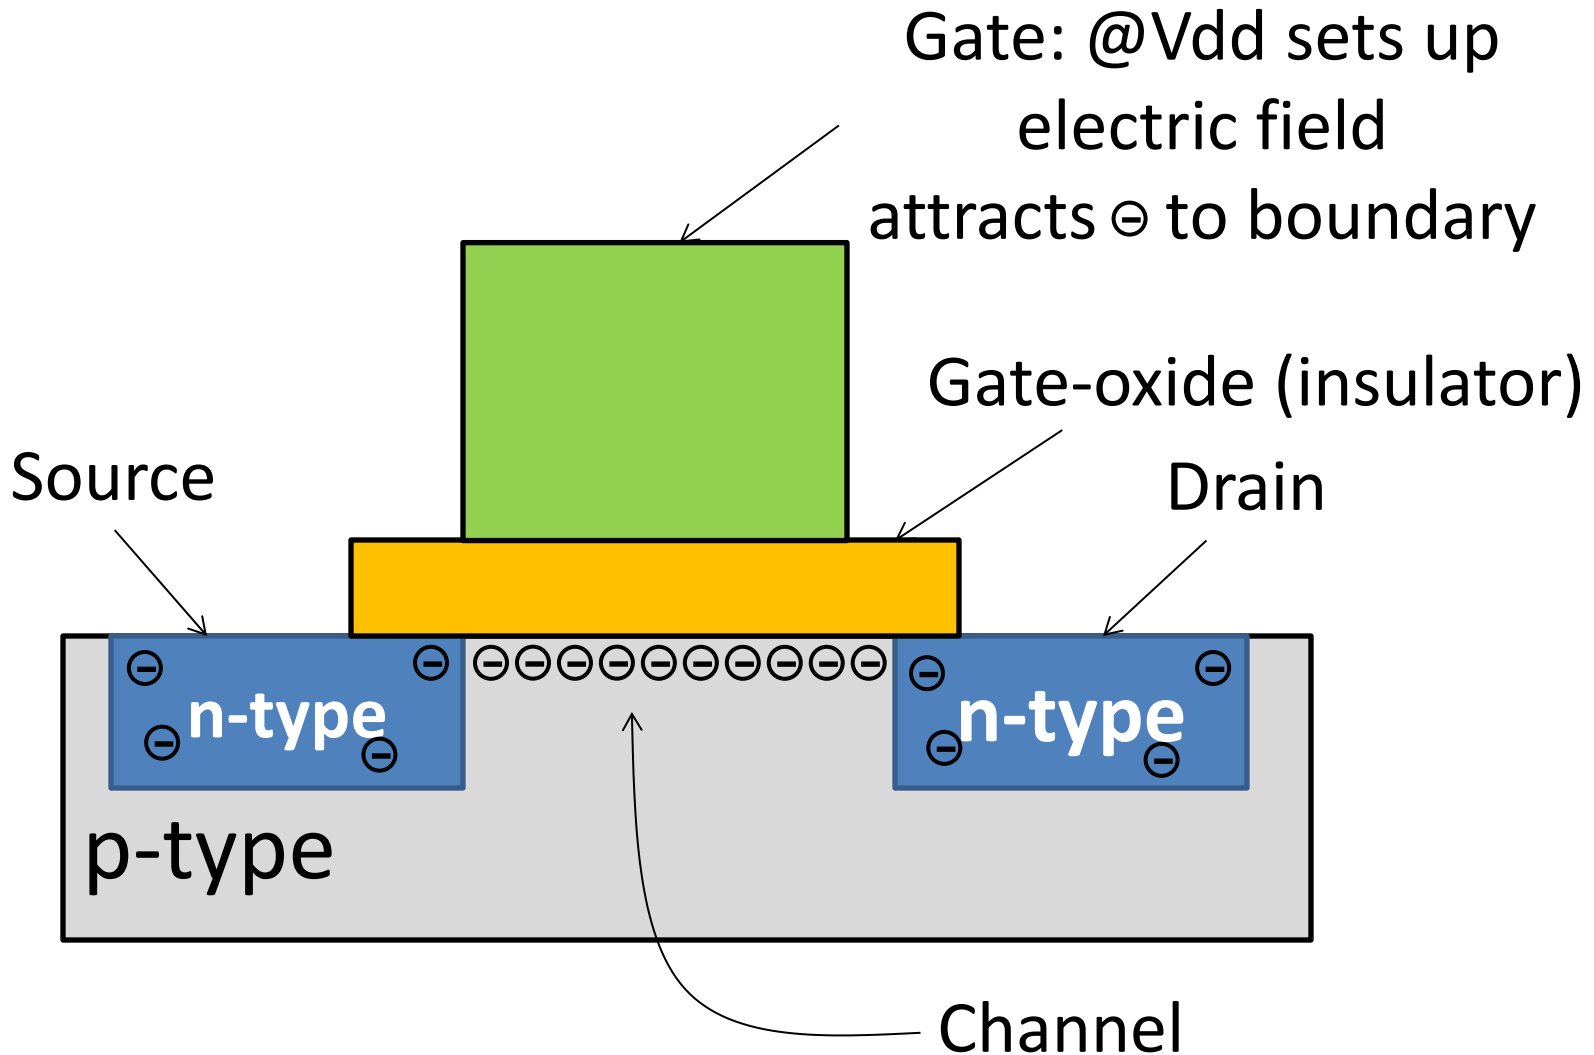 Gate: @Vdd sets up
electric field
attracts ⊖ to boundary
Gate-oxide (insulator)
Source
Drain
n-type
n-type
p-type
Channel